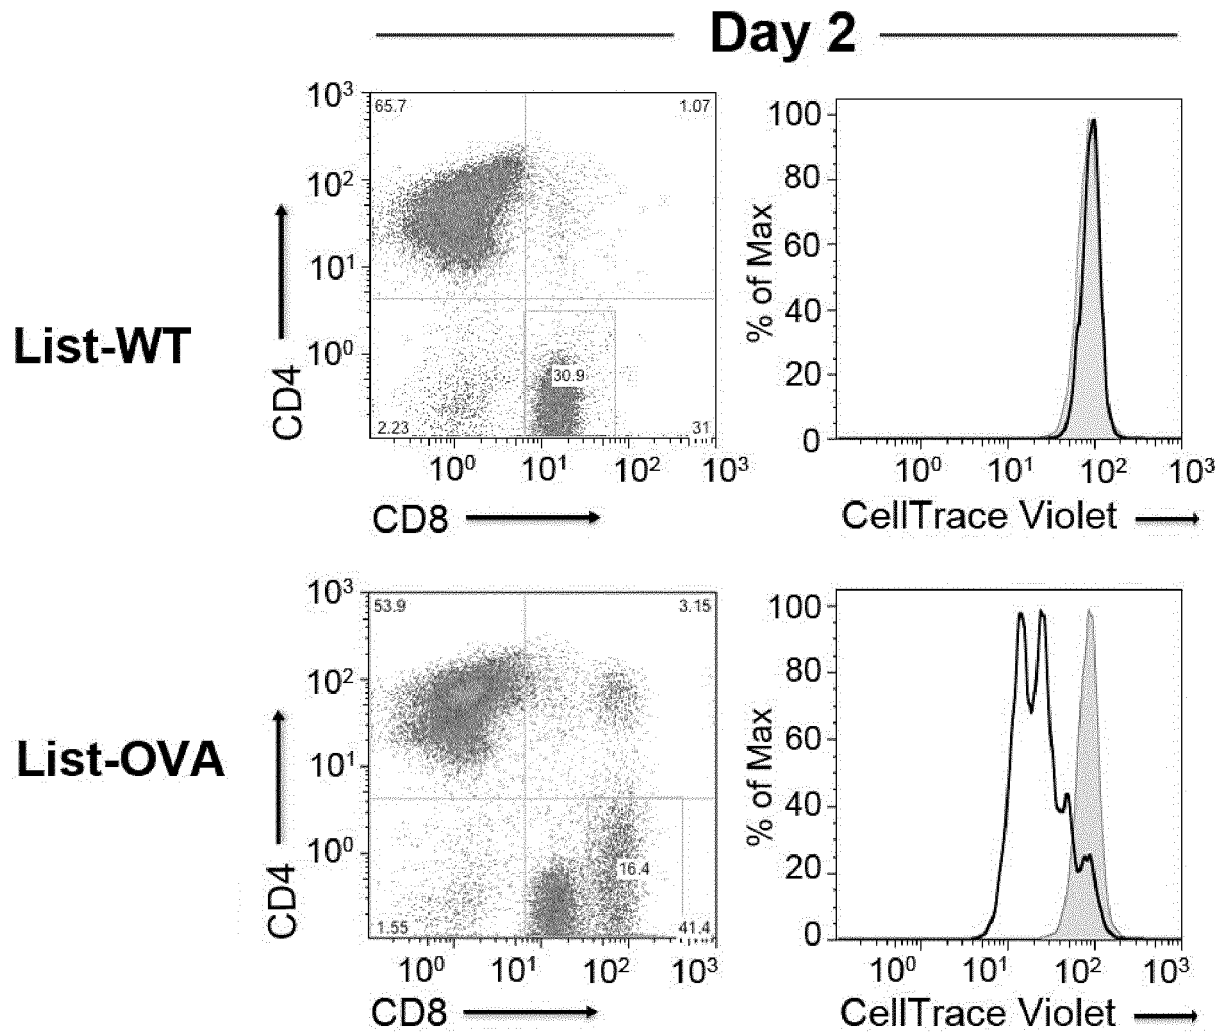 Day 2
List-WT
10³
10²
10¹
10⁰
CD4
65.7
1.07
30.9
2.23
31
10⁰ 10¹ 10² 10³
CD8
100
80
60
40
20
0
% of Max
10⁰ 10¹ 10² 10³
CellTrace Violet
List-OVA
10³
10²
10¹
10⁰
CD4
53.9
3.15
16.4
1.55
41.4
10⁰ 10¹ 10² 10³
CD8
100
80
60
40
20
0
% of Max
10⁰ 10¹ 10² 10³
CellTrace Violet